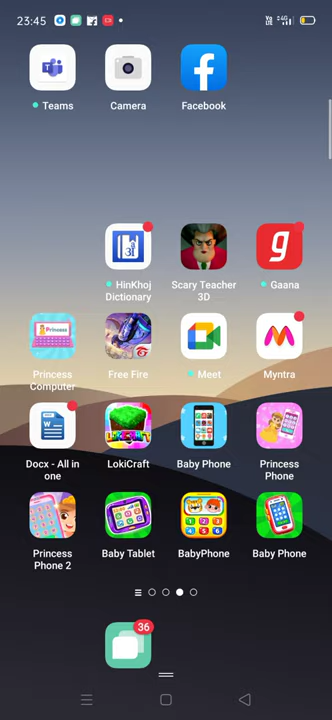 23:45
Teams
Camera
Facebook
HinKhoj
Dictionary
Scary Teacher
3D
Gaana
Princess
Computer
Free Fire
Meet
Myntra
Docx - All in
one
LokiCraft
Baby Phone
Princess
Phone
Princess
Phone 2
Baby Tablet
BabyPhone
Baby Phone
36